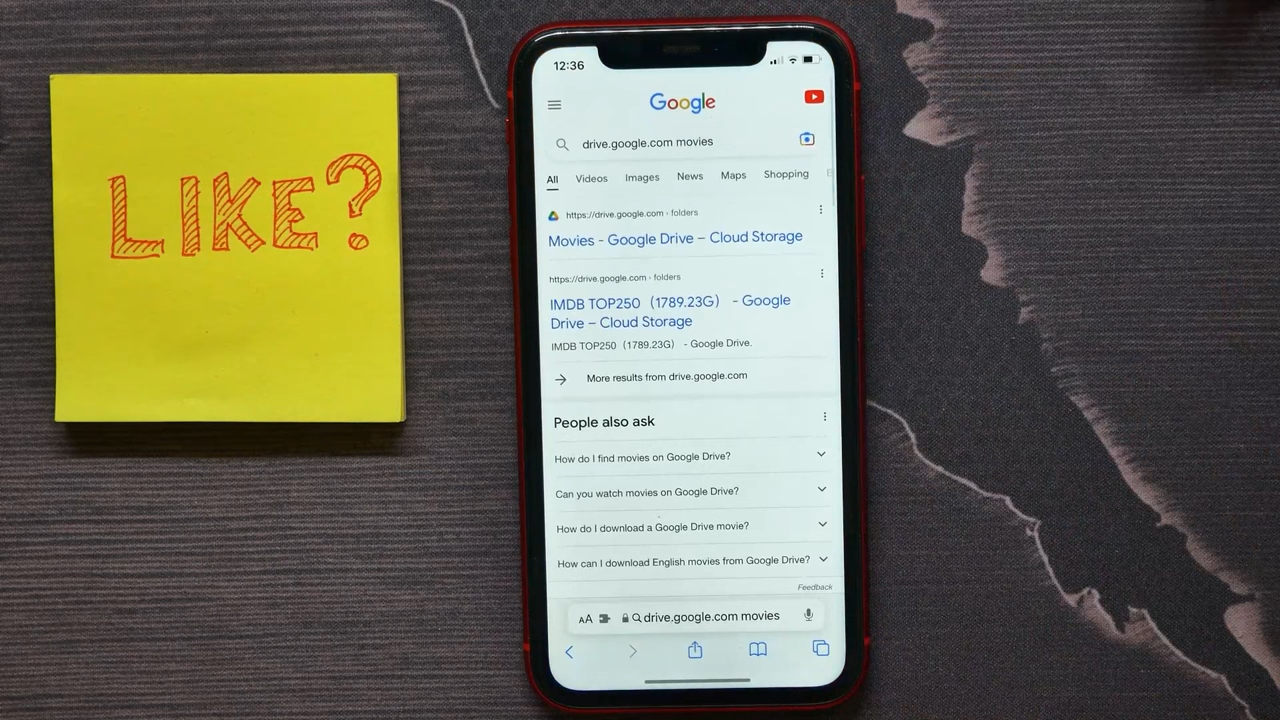 LIKE?
12:36
Google
drive.google.com movies
All Videos Images News Maps Shopping
https://drive.google.com › folders
Movies - Google Drive – Cloud Storage
https://drive.google.com › folders
IMDB TOP250（1789.23G） - Google
Drive – Cloud Storage
IMDB TOP250（1789.23G） - Google Drive.
More results from drive.google.com
People also ask
How do I find movies on Google Drive?
Can you watch movies on Google Drive?
How do I download a Google Drive movie?
How can I download English movies from Google Drive?
Feedback
AA drive.google.com movies